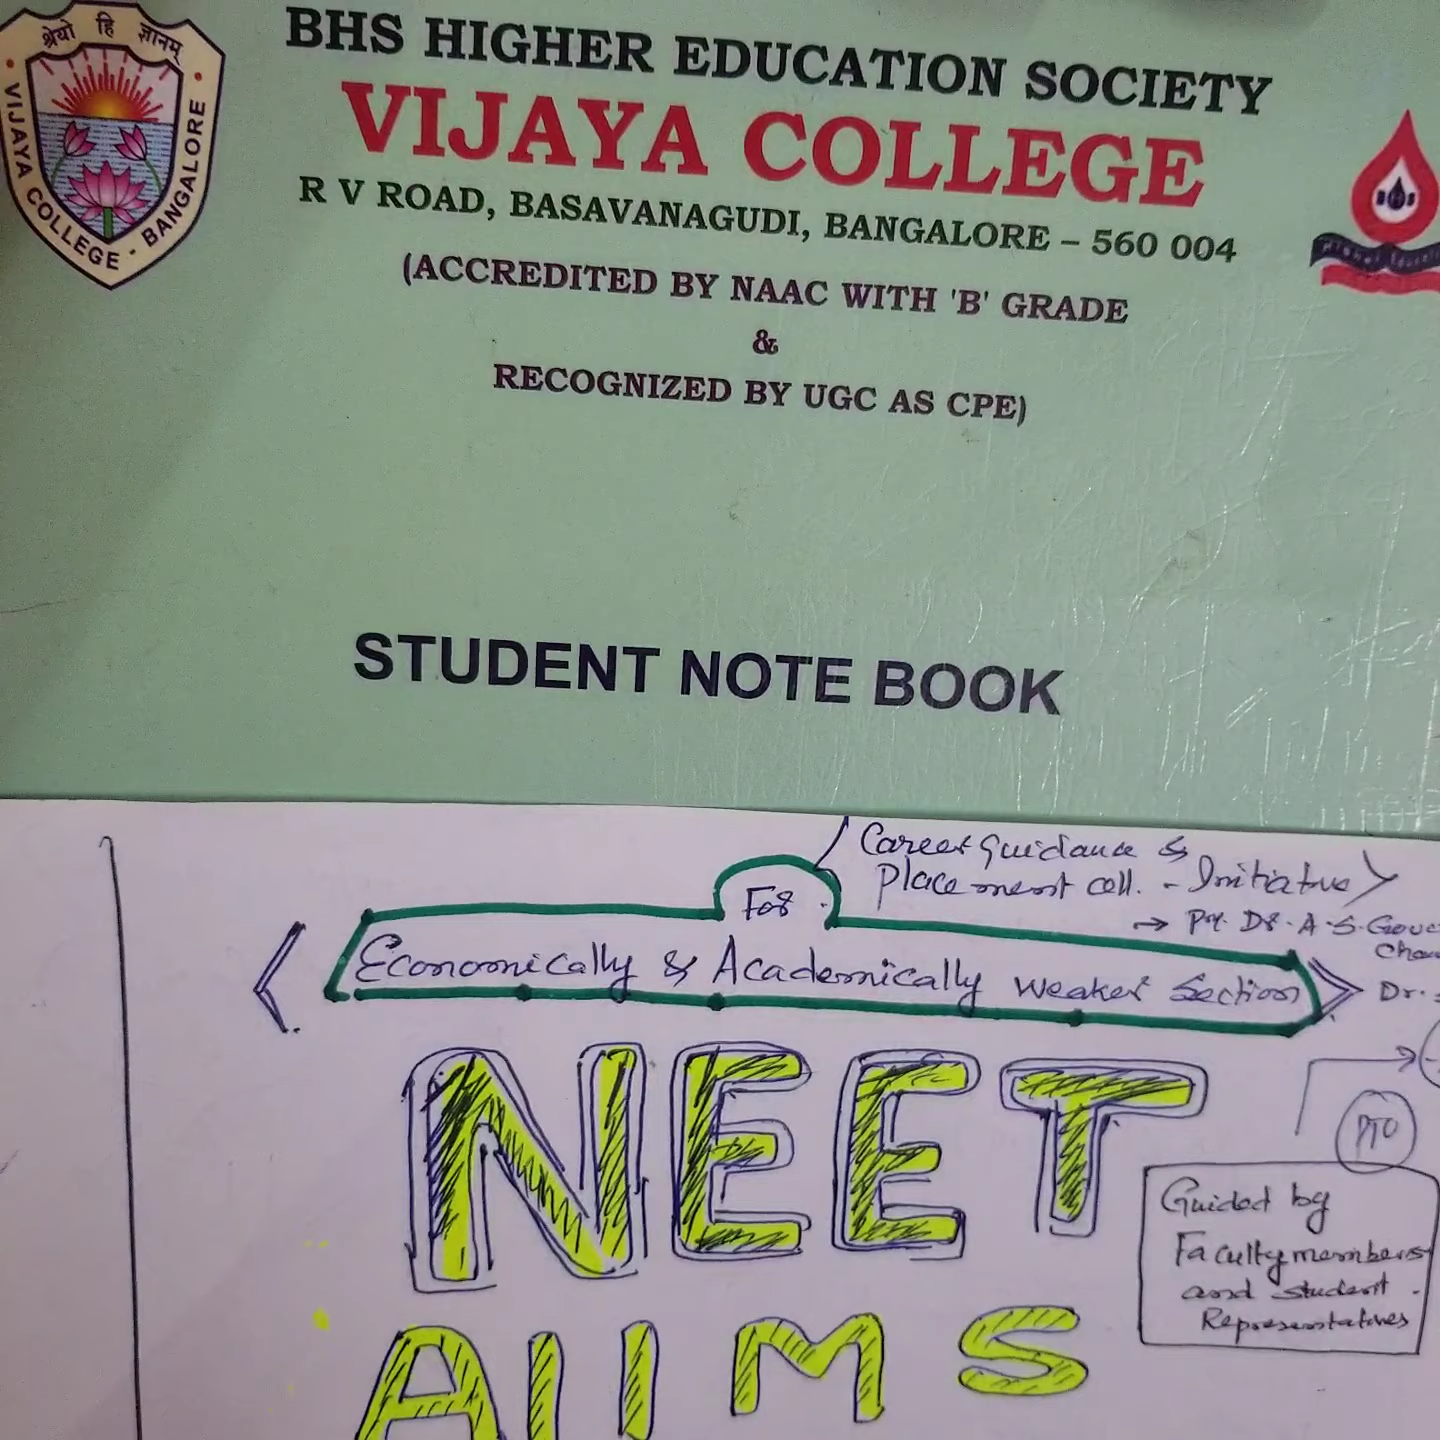 श्रेयो हि ज्ञानम्
VIJAYA COLLEGE - BANGALORE
BHS HIGHER EDUCATION SOCIETY
VIJAYA COLLEGE
R V ROAD, BASAVANAGUDI, BANGALORE – 560 004
(ACCREDITED BY NAAC WITH 'B' GRADE
&
RECOGNIZED BY UGC AS CPE)
STUDENT NOTE BOOK
Career Guidance &
Placement cell. - Initiative
For
Economically & Academically weaker Section
Dr. A. S.
Dr.
NEET
PTO
Guided by
Faculty members
and student
Representatives
AIIMS